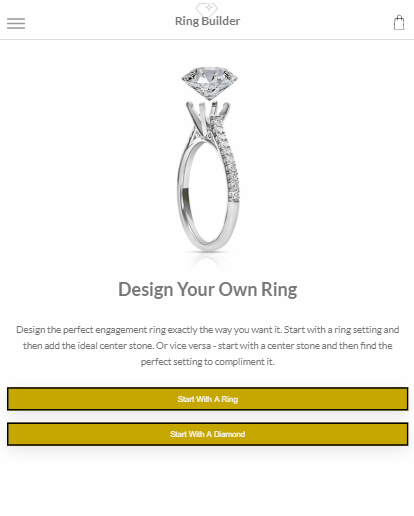 Ring Builder
Design Your Own Ring
Design the perfect engagement ring exactly the way you want it. Start with a ring setting and
then add the ideal center stone. Or vice versa - start with a center stone and then find the
perfect setting to compliment it.
Start With A Ring
Start With A Diamond